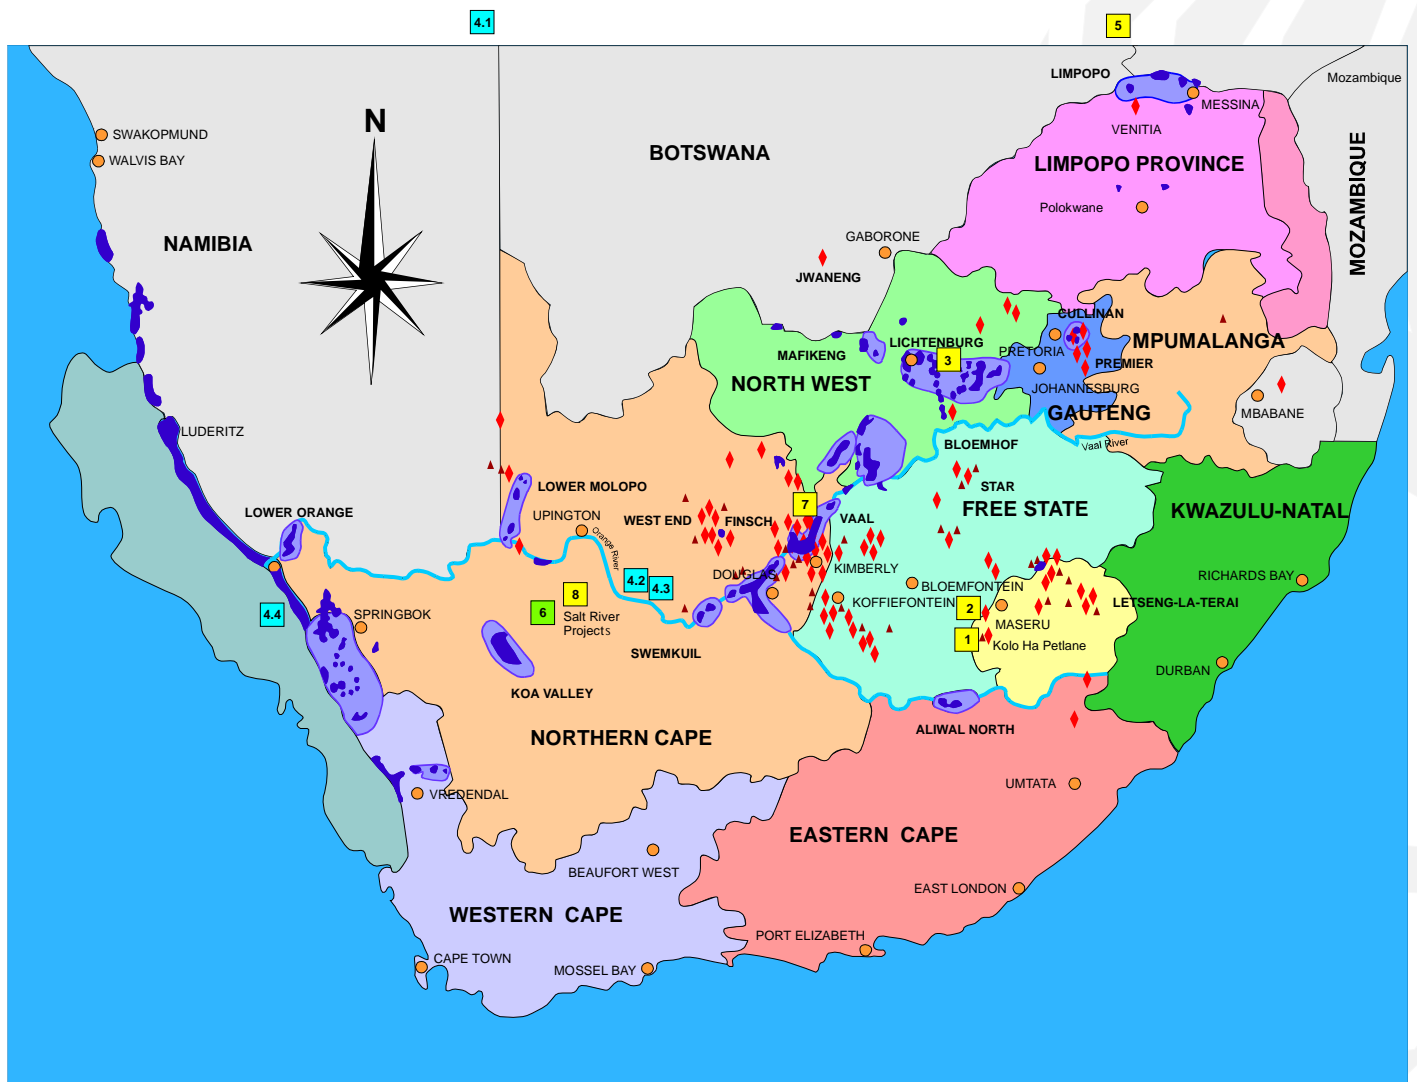 4.1
5
LIMPOPO
Mozambique
MESSINA
SWAKOPMUND
N
VENITIA
WALVIS BAY
BOTSWANA
LIMPOPO PROVINCE
MOZAMBIQUE
Polokwane
NAMIBIA
GABORONE
JWANENG
CULLINAN
MAFIKENG
LICHTENBURG
3
PRETORIA
MPUMALANGA
PREMIER
NORTH WEST
JOHANNESBURG
GAUTENG
MBABANE
LUDERITZ
BLOEMHOF
Vaal River
LOWER MOLOPO
STAR
LOWER ORANGE
UPINGTON
WEST END
FINSCH
7
VAAL
FREE STATE
KWAZULU-NATAL
Orange River
4.2
4.3
DOUGLAS
KIMBERLY
BLOEMFONTEIN
RICHARDS BAY
4.4
SPRINGBOK
6
8
Salt River
Projects
KOFFIEFONTEIN
2
LETSENG-LA-TERAI
MASERU
1
Kolo Ha Petlane
SWEMKUIL
DURBAN
KOA VALLEY
NORTHERN CAPE
ALIWAL NORTH
UMTATA
VREDENDAL
EASTERN CAPE
BEAUFORT WEST
EAST LONDON
WESTERN CAPE
PORT ELIZABETH
CAPE TOWN
MOSSEL BAY